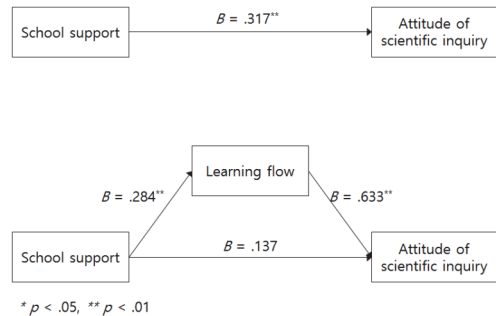 School support
B = .317**
Attitude of
scientific inquiry
Learning flow
B = .284**
B = .633**
School support
B = .137
Attitude of
scientific inquiry
* p < .05, ** p < .01